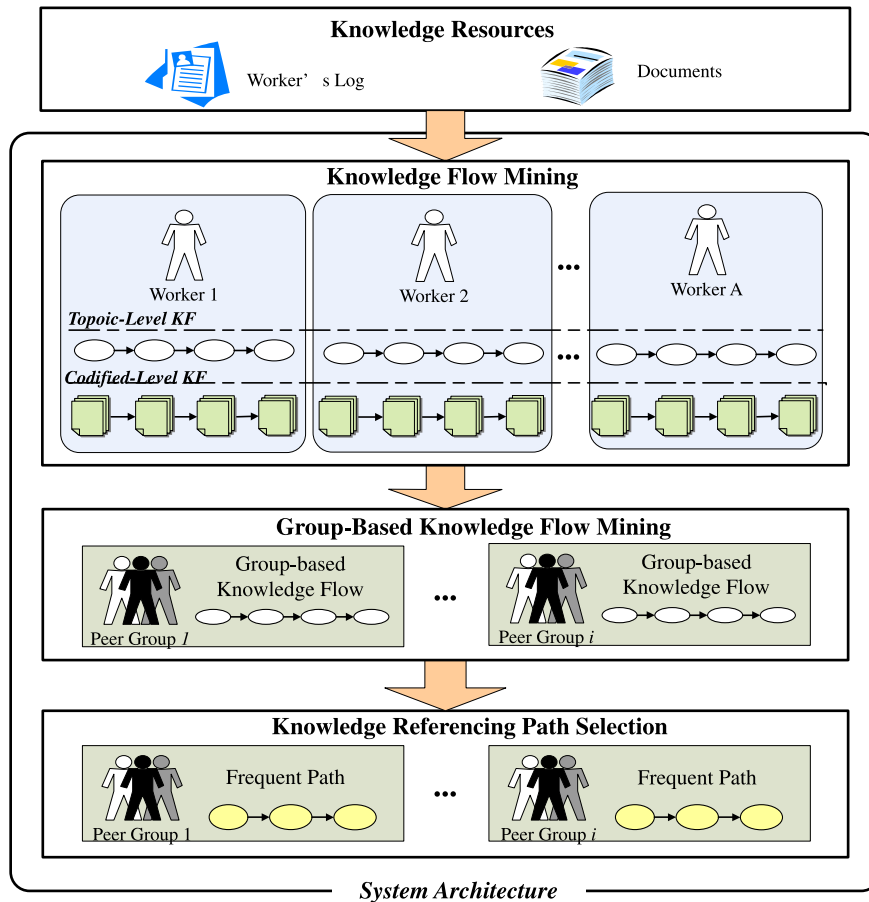 Knowledge Resources
Worker’ s Log
Documents
Knowledge Flow Mining
Worker 1
Worker 2
...
Worker A
Topoic-Level KF
...
Codified-Level KF
Group-Based Knowledge Flow Mining
Group-based
Knowledge Flow
Peer Group 1
...
Group-based
Knowledge Flow
Peer Group i
Knowledge Referencing Path Selection
Frequent Path
Peer Group 1
...
Frequent Path
Peer Group i
System Architecture